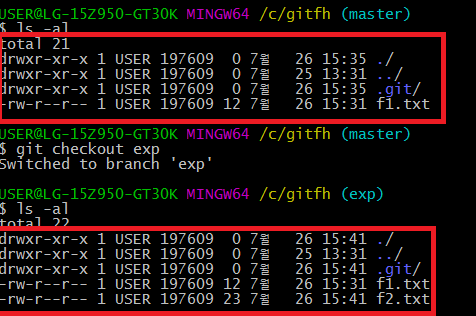 USER@LG-15Z950-GT30K MINGW64 /c/gitfh (master)
$ ls -al
total 21
drwxr-xr-x 1 USER 197609  0 7월   26 15:35 ./
drwxr-xr-x 1 USER 197609  0 7월   25 13:31 ../
drwxr-xr-x 1 USER 197609  0 7월   26 15:35 .git/
-rw-r--r-- 1 USER 197609 12 7월   26 15:31 f1.txt
USER@LG-15Z950-GT30K MINGW64 /c/gitfh (master)
$ git checkout exp
Switched to branch 'exp'
USER@LG-15Z950-GT30K MINGW64 /c/gitfh (exp)
$ ls -al
total 22
drwxr-xr-x 1 USER 197609  0 7월   26 15:41 ./
drwxr-xr-x 1 USER 197609  0 7월   25 13:31 ../
drwxr-xr-x 1 USER 197609  0 7월   26 15:41 .git/
-rw-r--r-- 1 USER 197609 12 7월   26 15:31 f1.txt
-rw-r--r-- 1 USER 197609 23 7월   26 15:41 f2.txt